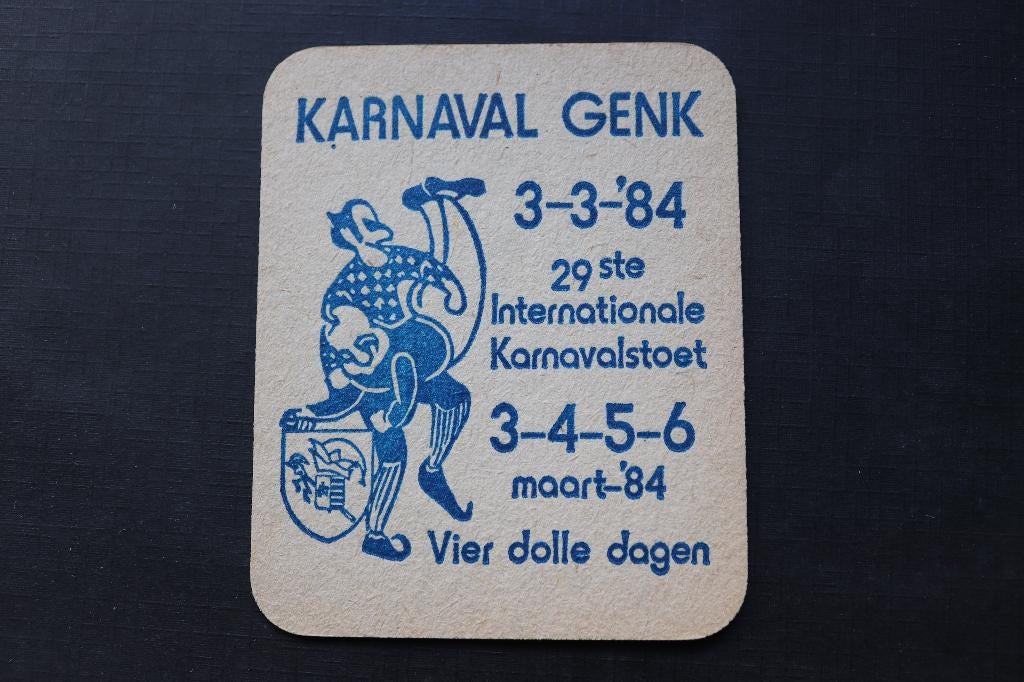 KARNAVAL GENK
3-3-'84
29ste
Internationale
Karnavalstoet
3-4-5-6
maart-'84
Vier dolle dagen